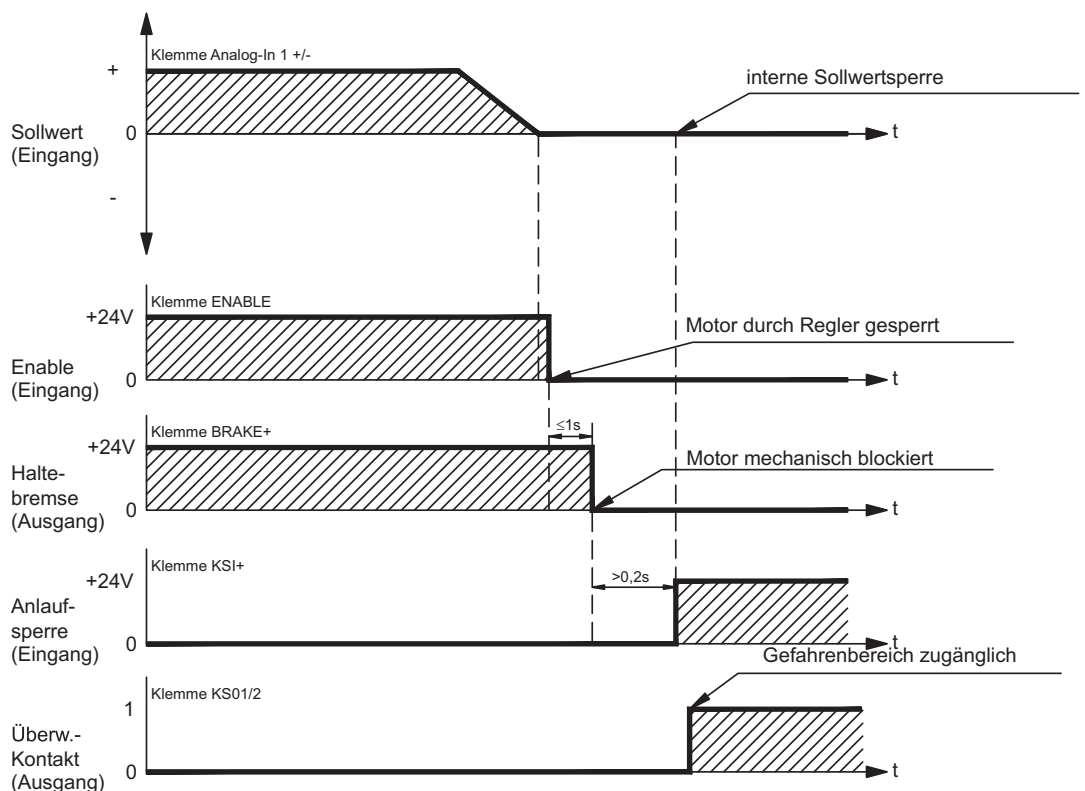 Klemme Analog-In 1 +/-
+
interne Sollwertsperre
Sollwert
(Eingang)
0
t
-
Klemme ENABLE
+24V
Motor durch Regler gesperrt
Enable
(Eingang)
0
t
≤1s
Klemme BRAKE+
+24V
Motor mechanisch blockiert
Halte-
bremse
(Ausgang)
0
t
Klemme KSI+
+24V
>0,2s
Anlauf-
sperre
(Eingang)
0
t
Gefahrenbereich zugänglich
Klemme KS01/2
1
Überw.-
Kontakt
(Ausgang)
0
t